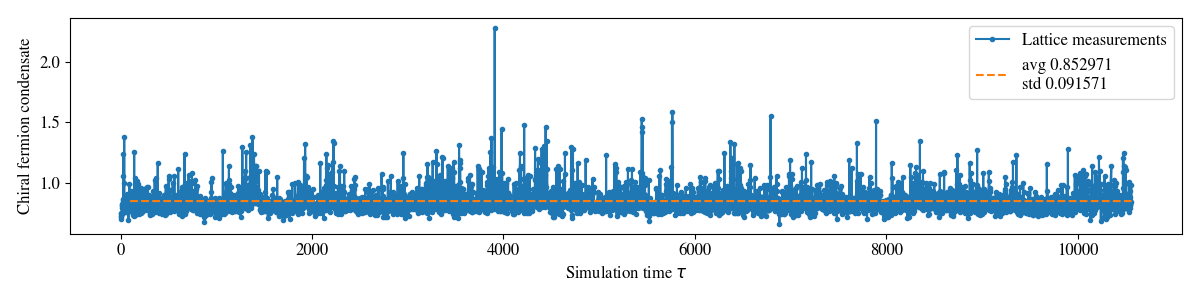 Chiral fermion condensate
2.0
1.5
1.0
0
2000
4000
6000
8000
10000
Simulation time τ
Lattice measurements
avg 0.852971
std 0.091571